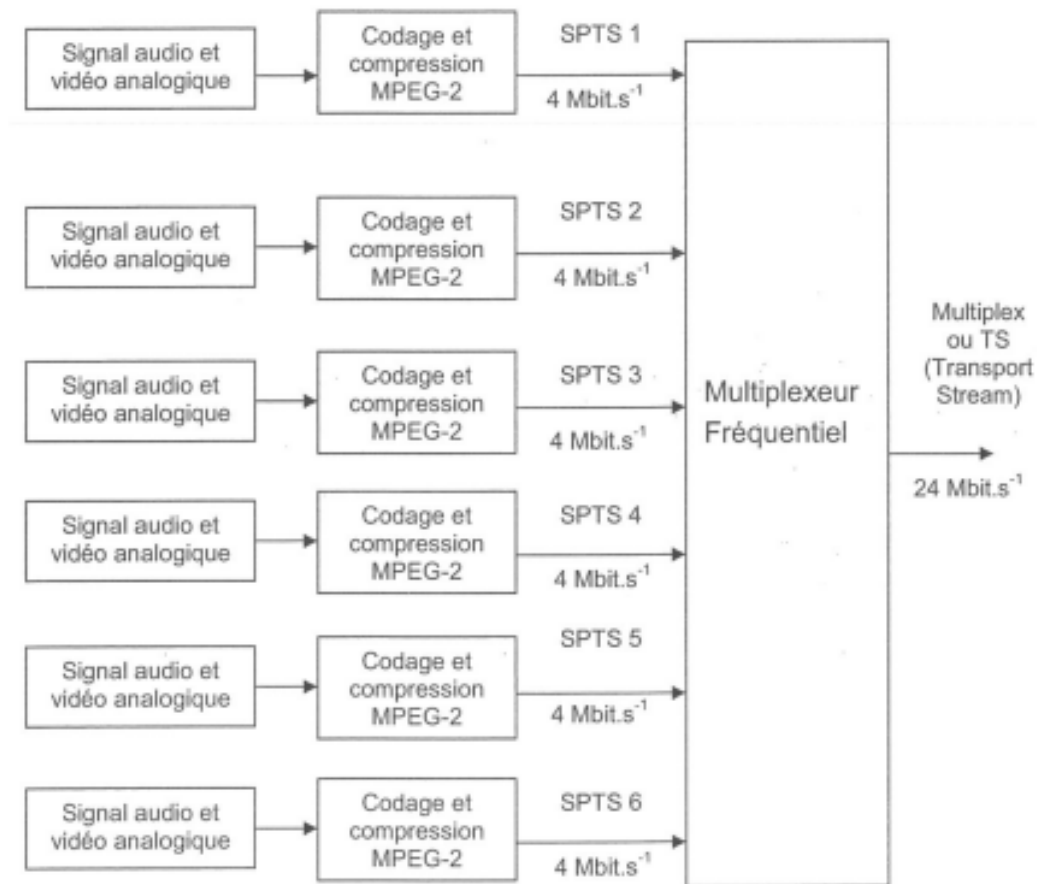 Signal audio et
vidéo analogique
Codage et
compression
MPEG-2
SPTS 1
4 Mbit.s⁻¹
Signal audio et
vidéo analogique
Codage et
compression
MPEG-2
SPTS 2
4 Mbit.s⁻¹
Signal audio et
vidéo analogique
Codage et
compression
MPEG-2
SPTS 3
4 Mbit.s⁻¹
Signal audio et
vidéo analogique
Codage et
compression
MPEG-2
SPTS 4
4 Mbit.s⁻¹
Signal audio et
vidéo analogique
Codage et
compression
MPEG-2
SPTS 5
4 Mbit.s⁻¹
Signal audio et
vidéo analogique
Codage et
compression
MPEG-2
SPTS 6
4 Mbit.s⁻¹
Multiplexeur
Fréquentiel
Multiplex
ou TS
(Transport
Stream)
24 Mbit.s⁻¹